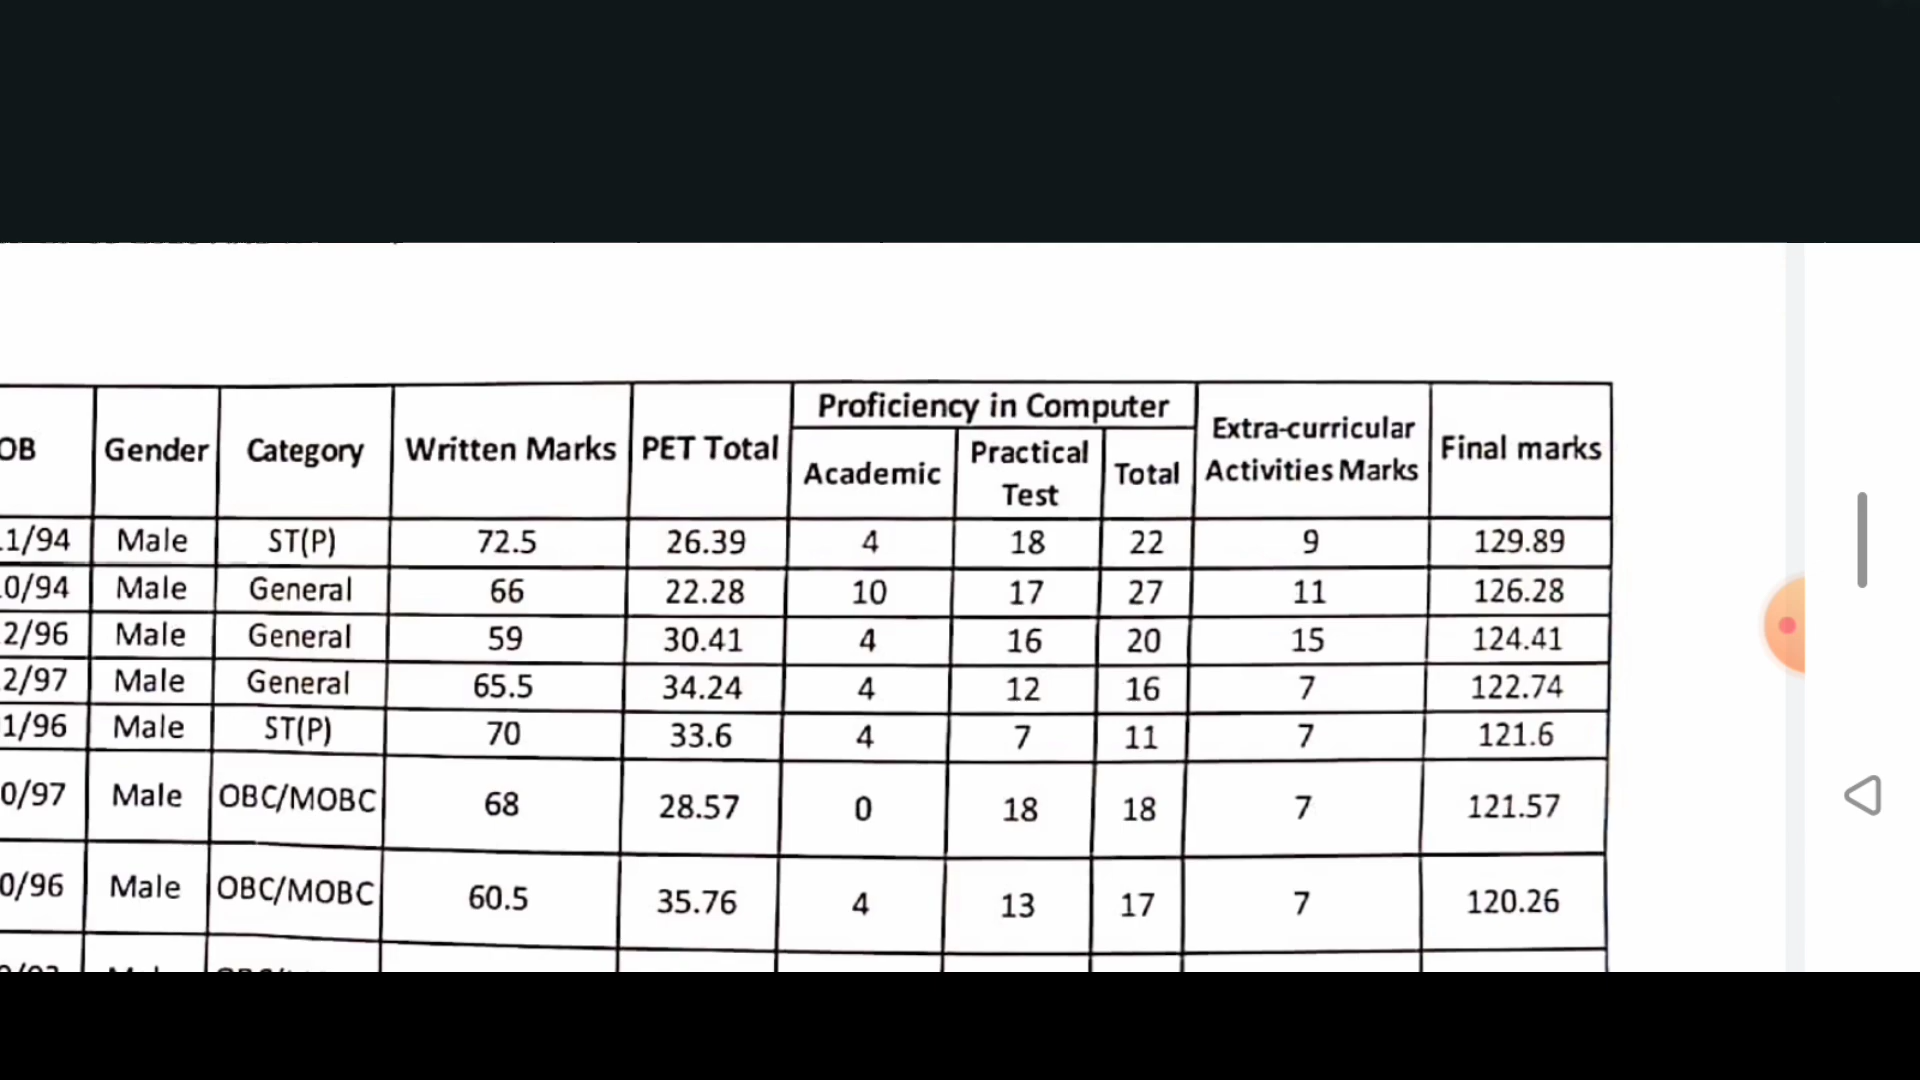 OB Gender Category Written Marks PET Total Proficiency in Computer Extra-curricular Activities Marks Final marks
Academic Practical Test Total
1/94 Male ST(P) 72.5 26.39 4 18 22 9 129.89
0/94 Male General 66 22.28 10 17 27 11 126.28
2/96 Male General 59 30.41 4 16 20 15 124.41
2/97 Male General 65.5 34.24 4 12 16 7 122.74
1/96 Male ST(P) 70 33.6 4 7 11 7 121.6
0/97 Male OBC/MOBC 68 28.57 0 18 18 7 121.57
0/96 Male OBC/MOBC 60.5 35.76 4 13 17 7 120.26